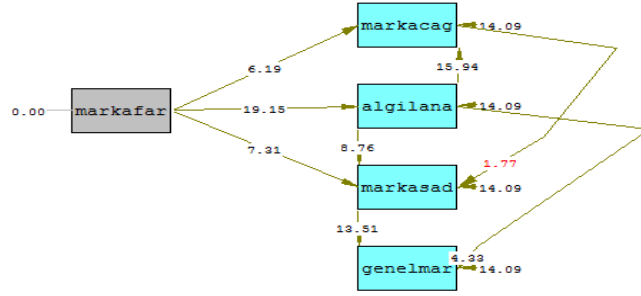 markacag
14.09
6.19
15.94
0.00
markafar
19.15
algilana
14.09
7.31
8.76
1.77
markasad
14.09
13.51
4.33
genelmar
14.09